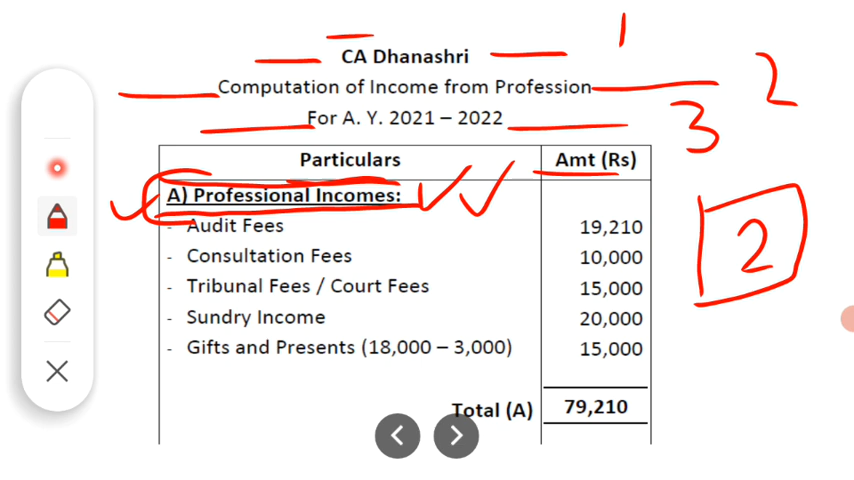 1
CA Dhanashri
2
Computation of Income from Profession
3
For A. Y. 2021 – 2022
Particulars Amt (Rs)
A) Professional Incomes:
- Audit Fees 19,210
2
- Consultation Fees 10,000
- Tribunal Fees / Court Fees 15,000
- Sundry Income 20,000
- Gifts and Presents (18,000 – 3,000) 15,000
Total (A) 79,210